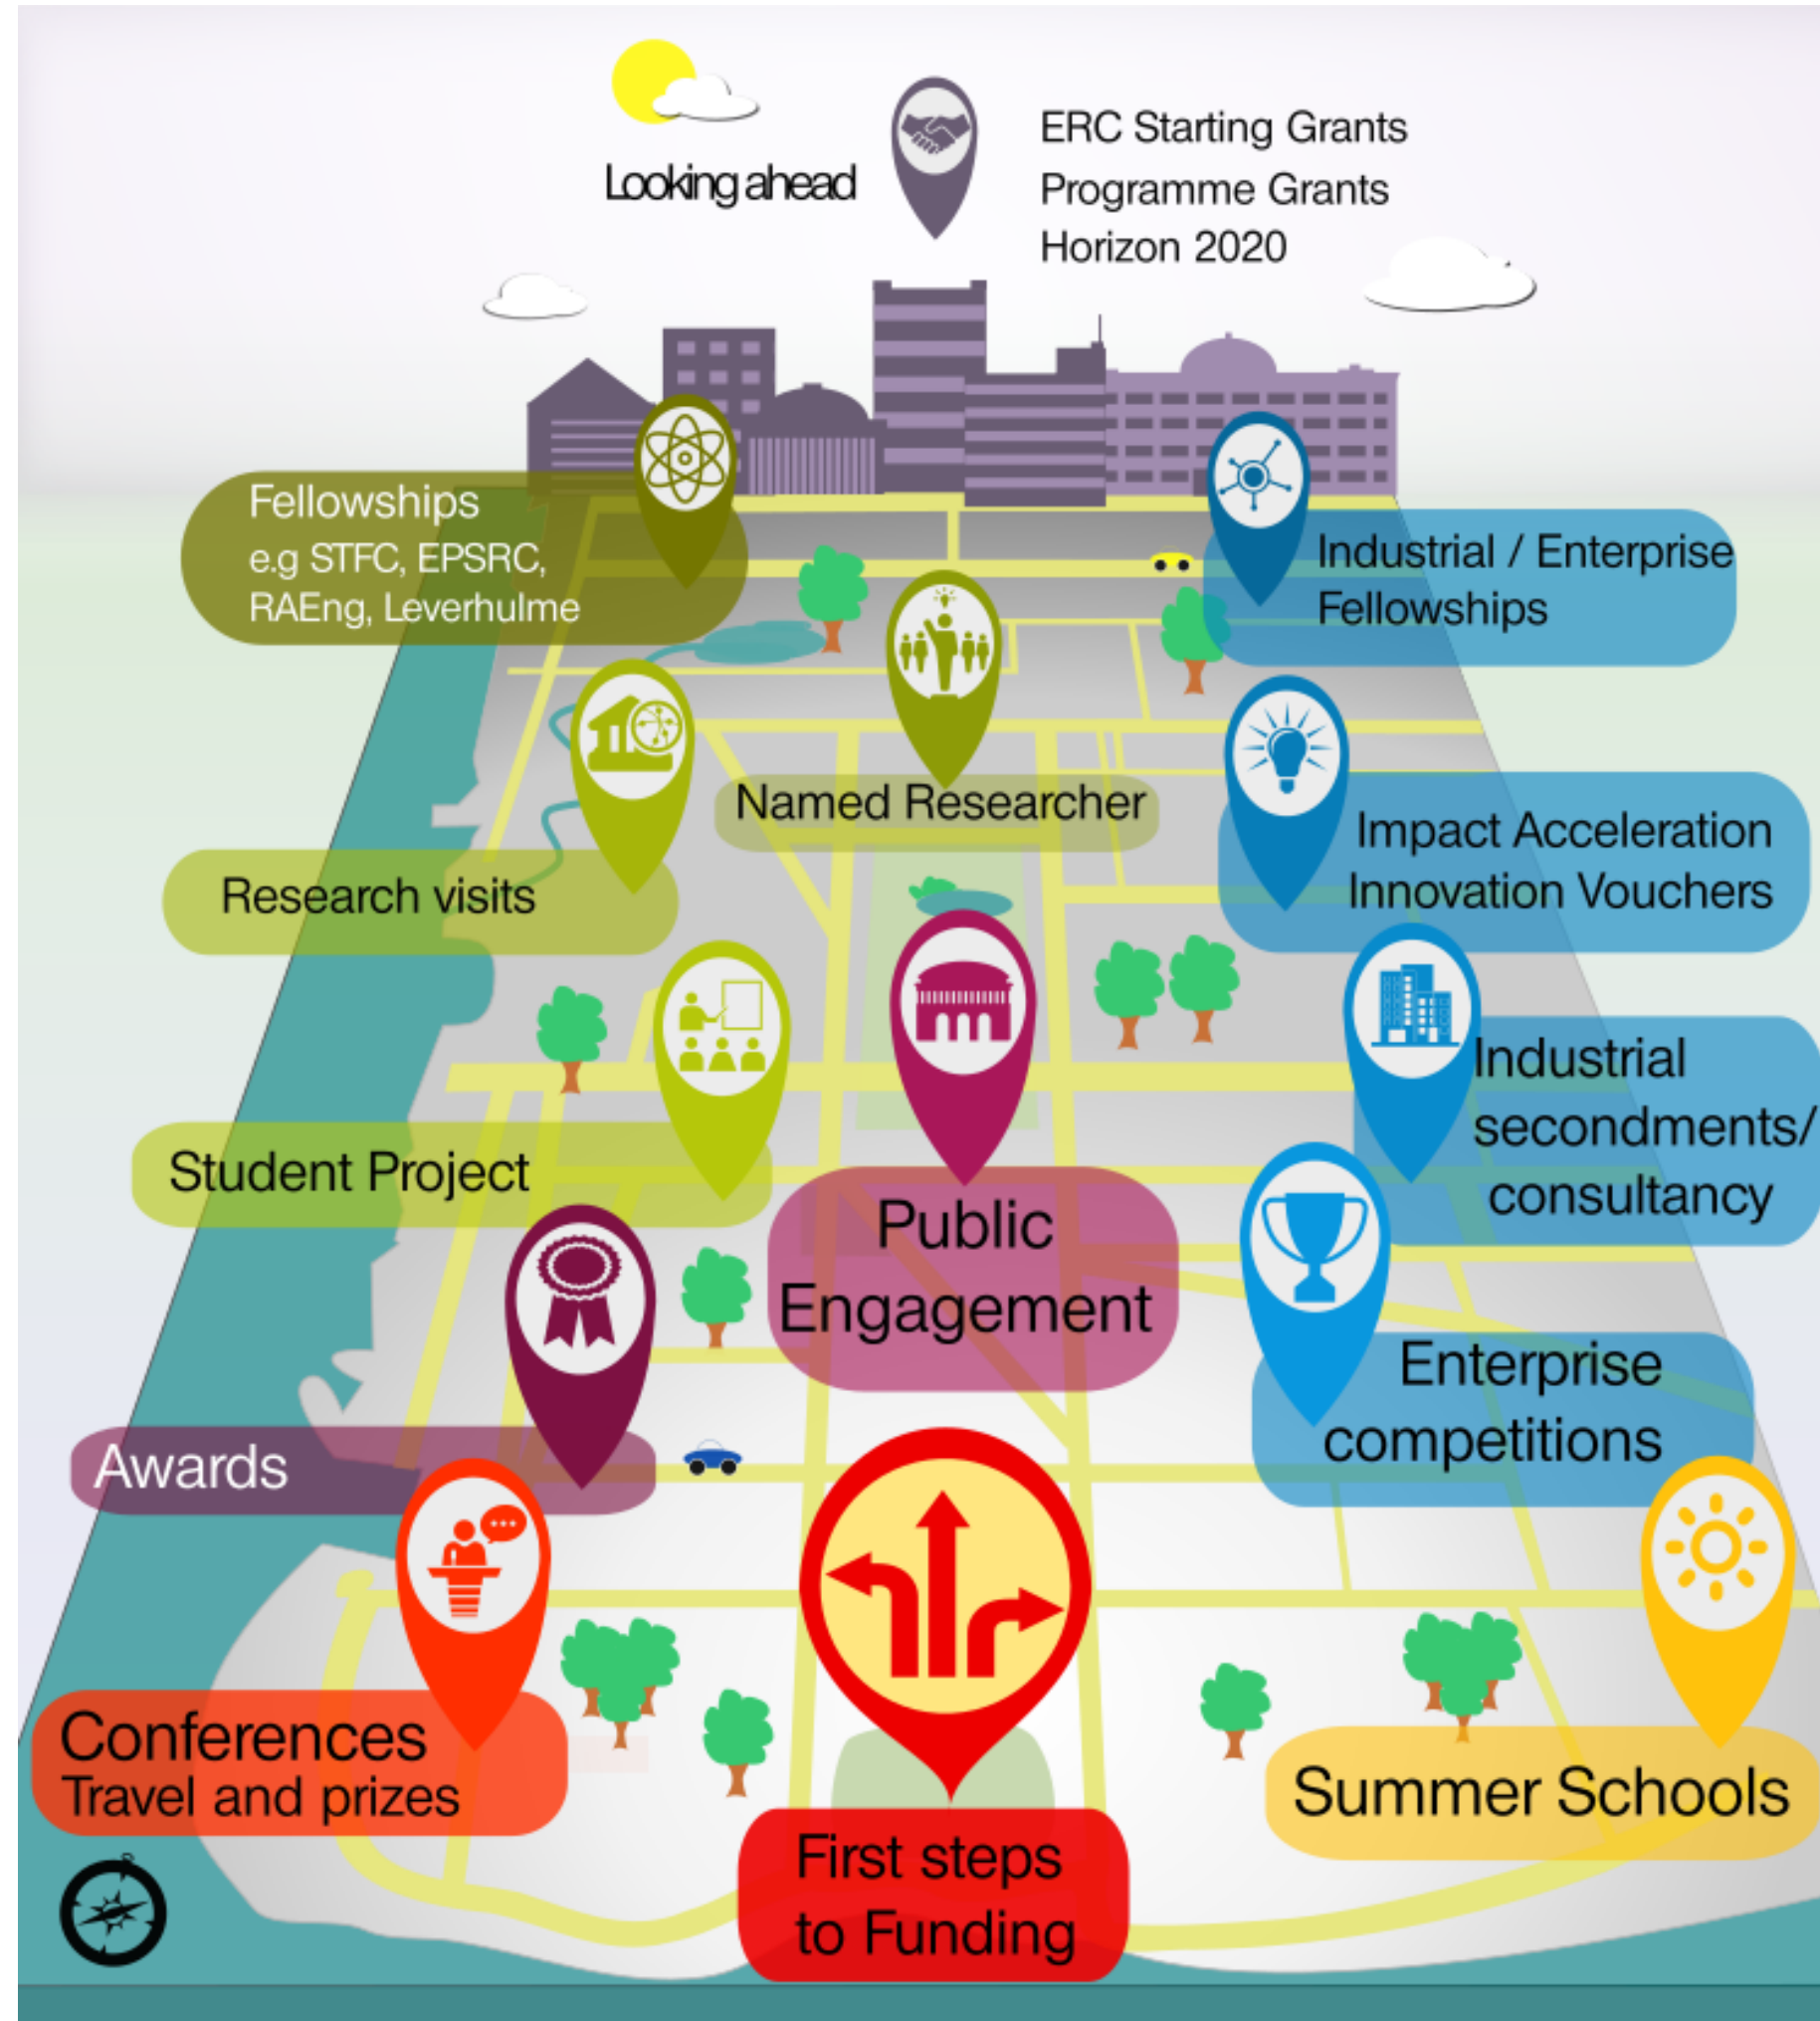 Looking ahead
ERC Starting Grants
Programme Grants
Horizon 2020
Fellowships
e.g STFC, EPSRC,
RAEng, Leverhulme
Industrial / Enterprise
Fellowships
Named Researcher
Research visits
Impact Acceleration
Innovation Vouchers
Student Project
Public
Engagement
Industrial
secondments/
consultancy
Awards
Enterprise
competitions
Conferences
Travel and prizes
Summer Schools
First steps
to Funding